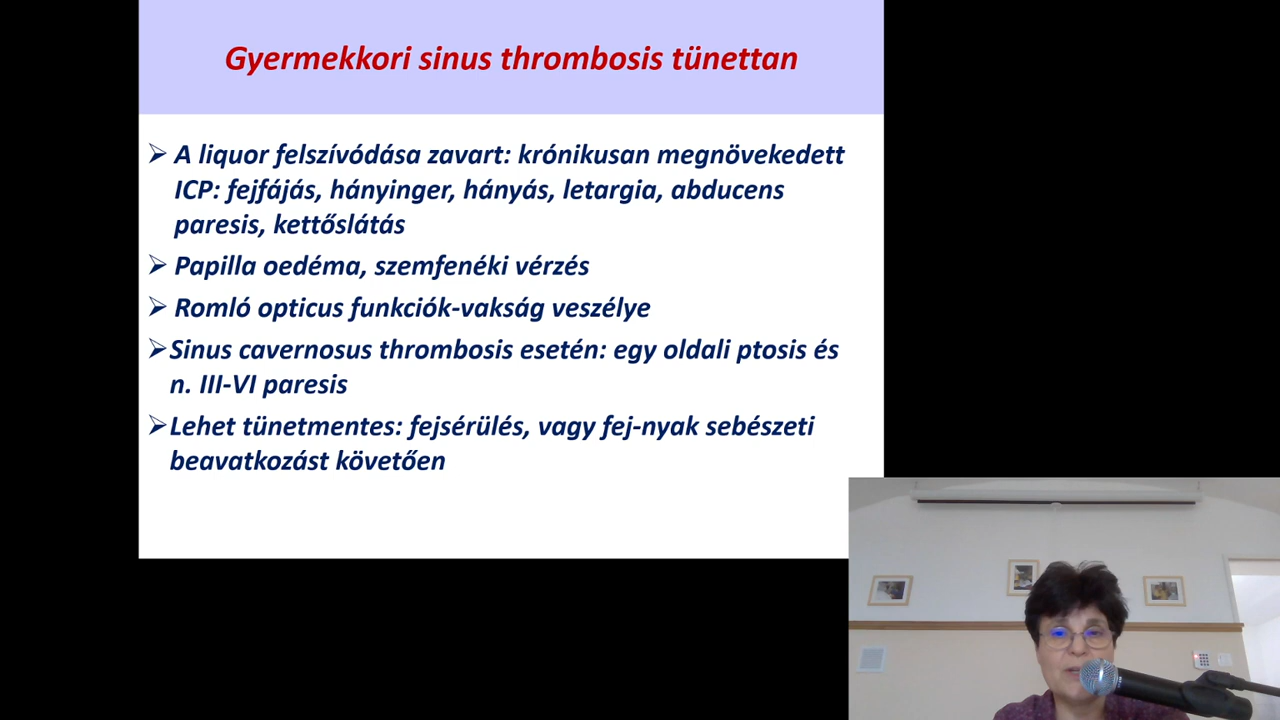 Gyermekkori sinus thrombosis tünettan
➢ A liquor felszívódása zavart: krónikusan megnövekedett
ICP: fejfájás, hányinger, hányás, letargia, abducens
paresis, kettőslátás
➢ Papilla oedéma, szemfenéki vérzés
➢ Romló opticus funkciók-vakság veszélye
➢Sinus cavernosus thrombosis esetén: egy oldali ptosis és
n. III-VI paresis
➢Lehet tünetmentes: fejsérülés, vagy fej-nyak sebészeti
beavatkozást követően